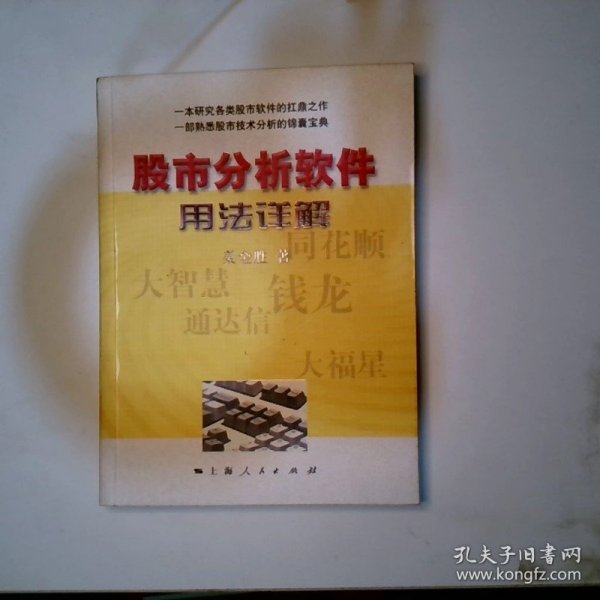 一本研究各类股市软件的扛鼎之作
一部熟悉股市技术分析的锦囊宝典
股市分析软件
用法详解
著
同花顺
大智慧
钱龙
通达信
大福星
上海人民出版社
孔夫子旧书网
www.kongfz.com